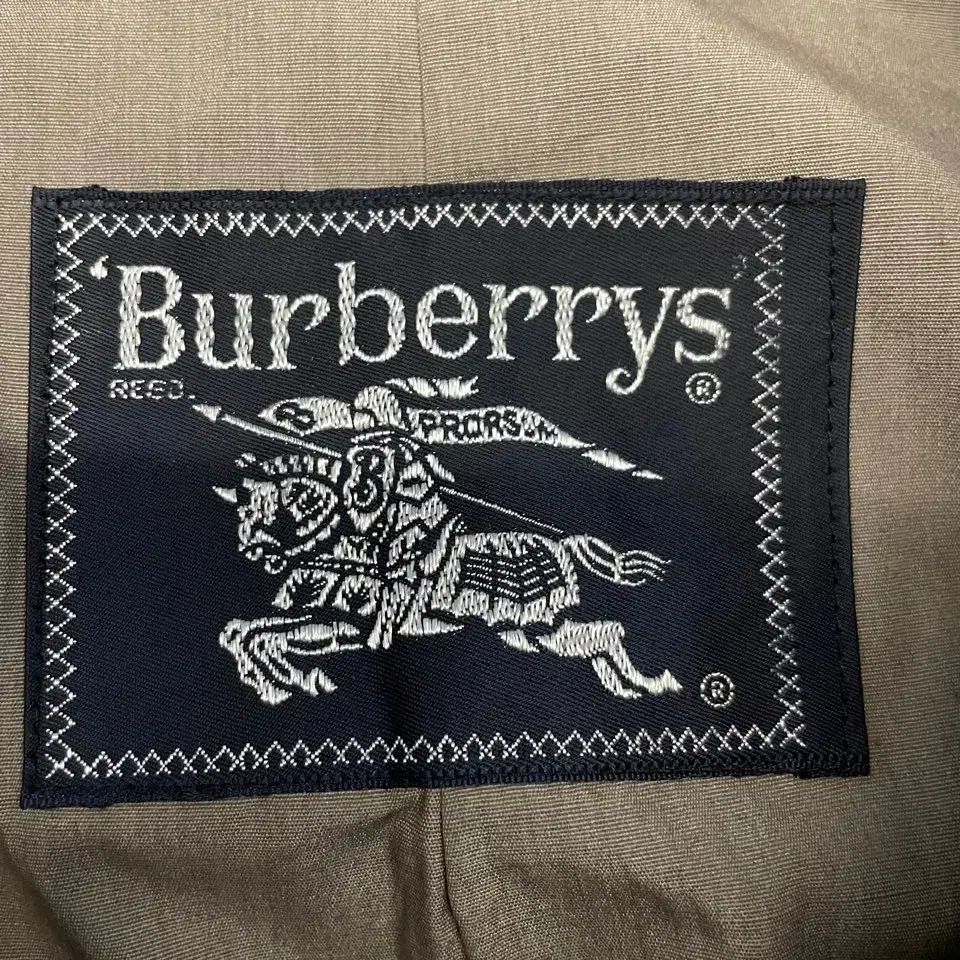 ‘Burberrys’
REGD. ®
PRORSUM
®